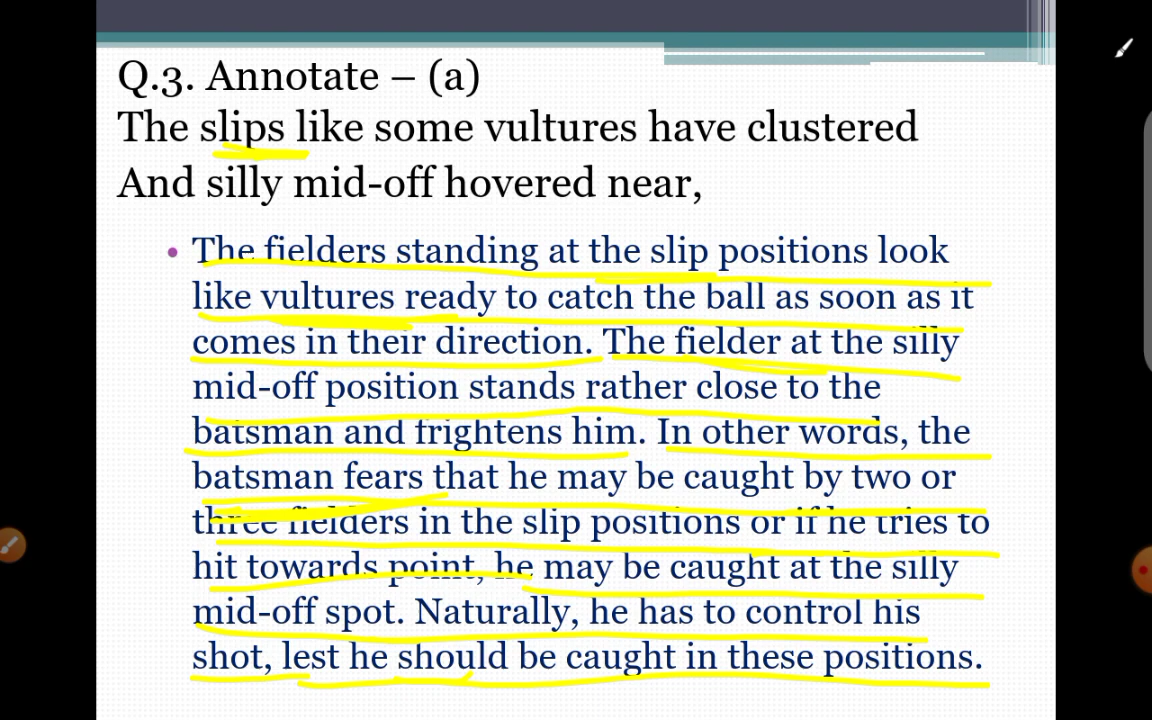 Q.3. Annotate – (a)
The slips like some vultures have clustered
And silly mid-off hovered near,
• The fielders standing at the slip positions look
like vultures ready to catch the ball as soon as it
comes in their direction. The fielder at the silly
mid-off position stands rather close to the
batsman and frightens him. In other words, the
batsman fears that he may be caught by two or
three fielders in the slip positions or if he tries to
hit towards point, he may be caught at the silly
mid-off spot. Naturally, he has to control his
shot, lest he should be caught in these positions.